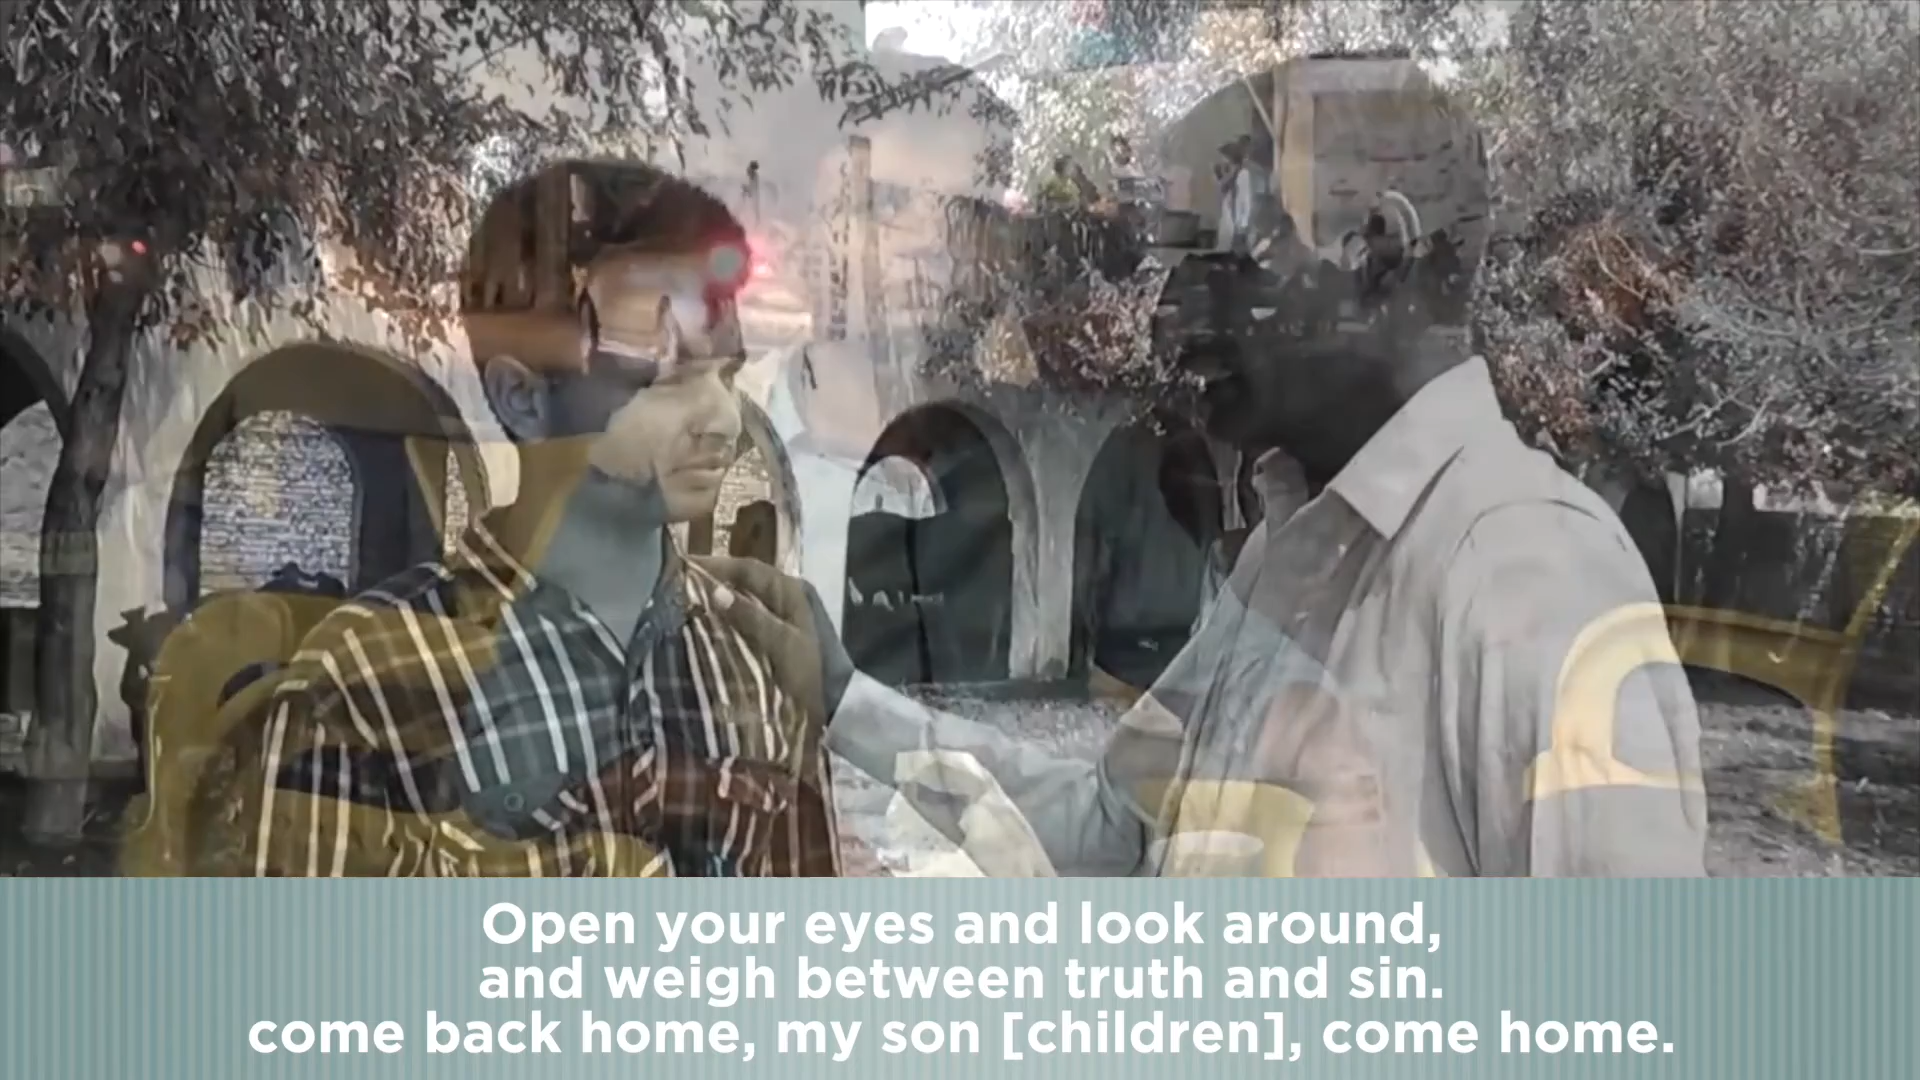 Open your eyes and look around,
and weigh between truth and sin.
come back home, my son [children], come home.